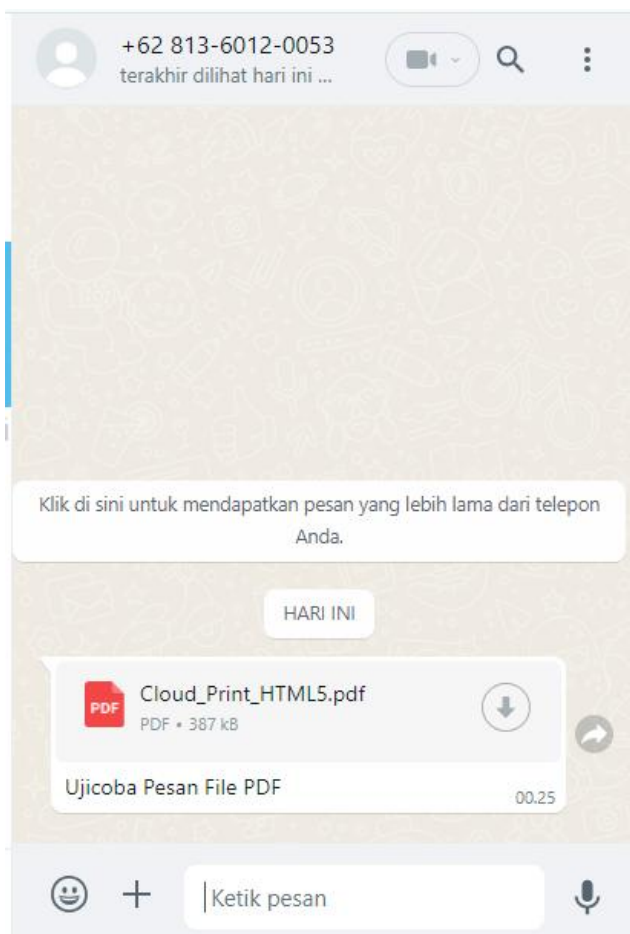 +62 813-6012-0053
terakhir dilihat hari ini ...
Klik di sini untuk mendapatkan pesan yang lebih lama dari telepon
Anda.
HARI INI
PDF
Cloud_Print_HTML5.pdf
PDF • 387 kB
Ujicoba Pesan File PDF
00.25
Ketik pesan